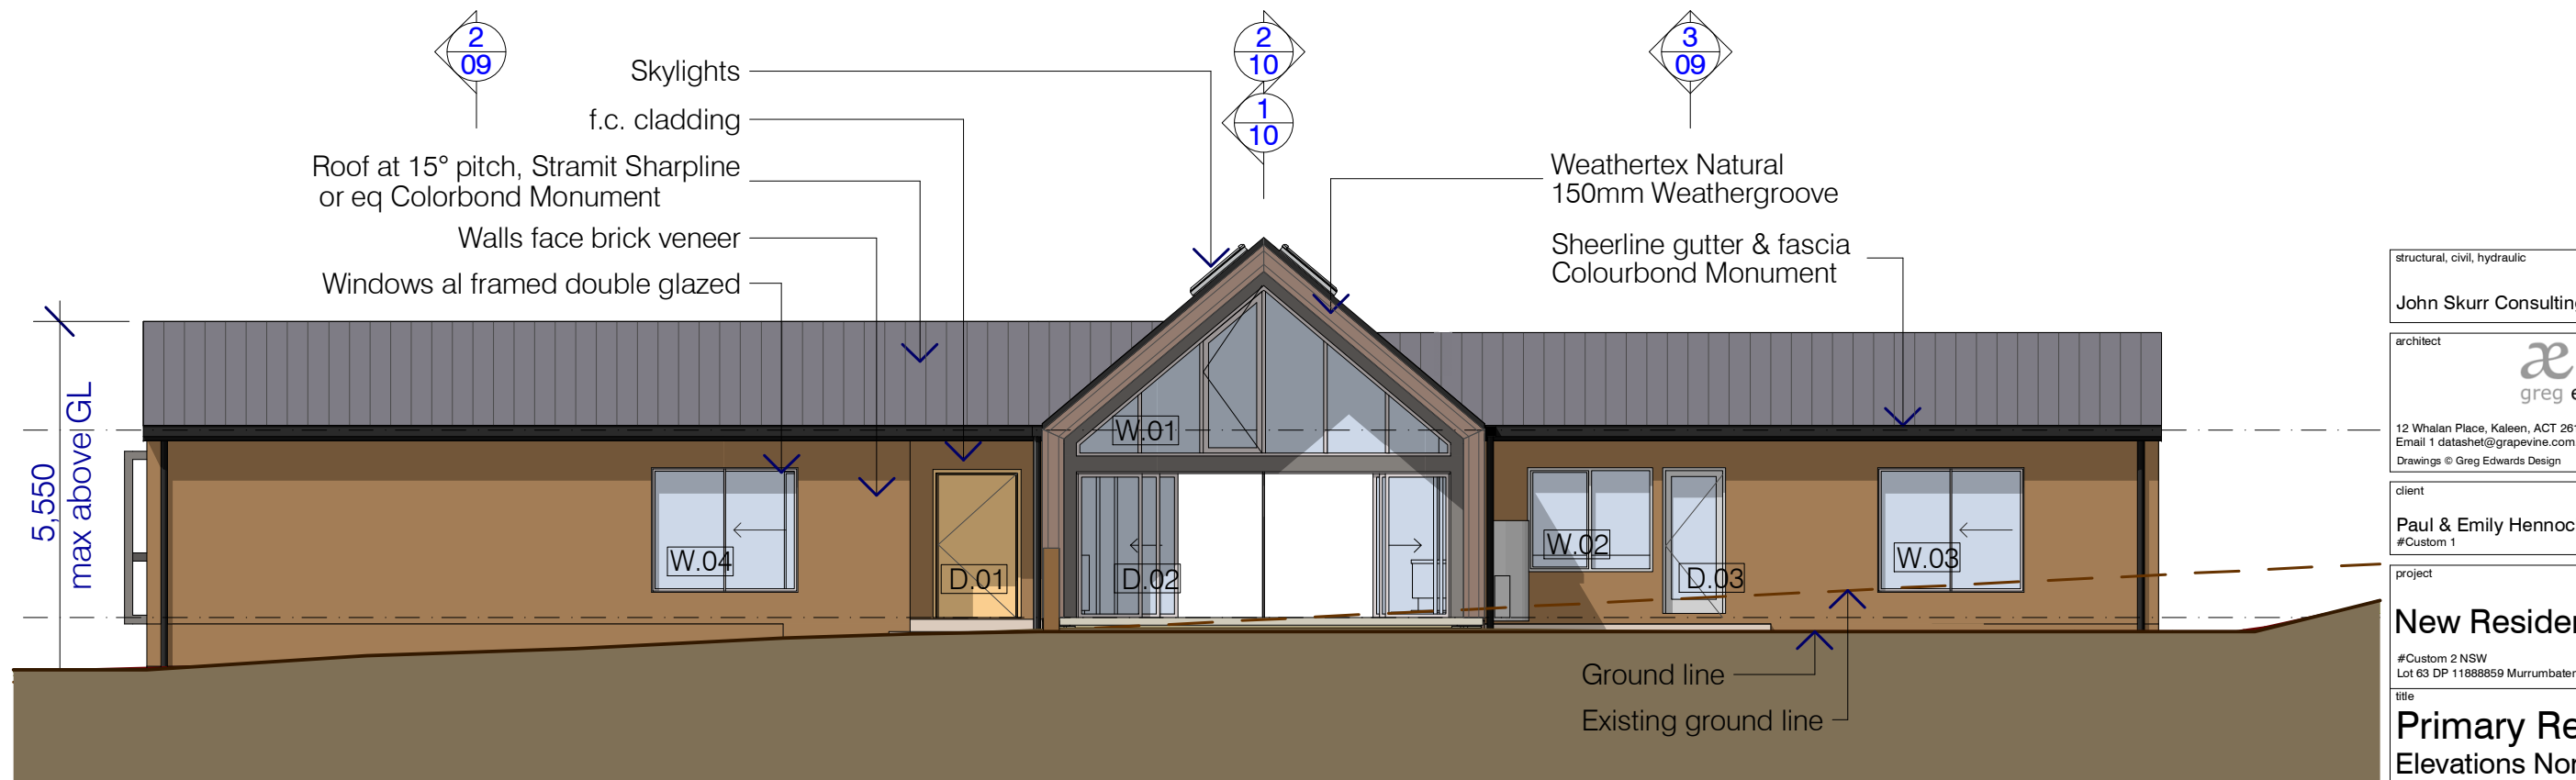 2
09
2
10
1
10
3
09
Skylights
f.c. cladding
Roof at 15° pitch, Stramit Sharpline
or eq Colorbond Monument
Walls face brick veneer
Windows al framed double glazed
Weathertex Natural
150mm Weathergroove
Sheerline gutter & fascia
Colourbond Monument
5,550
max above GL
W.01
W.04
D.01
D.02
W.02
D.03
W.03
Ground line
Existing ground line
structural, civil, hydraulic
John Skurr Consulting
architect
æ
greg e
12 Whalan Place, Kaleen, ACT 261
Email 1 datashet@grapevine.com
Drawings © Greg Edwards Design
client
Paul & Emily Hennoc
#Custom 1
project
New Residen
#Custom 2 NSW
Lot 63 DP 11888859 Murrumbaten
title
Primary Re
Elevations Nor